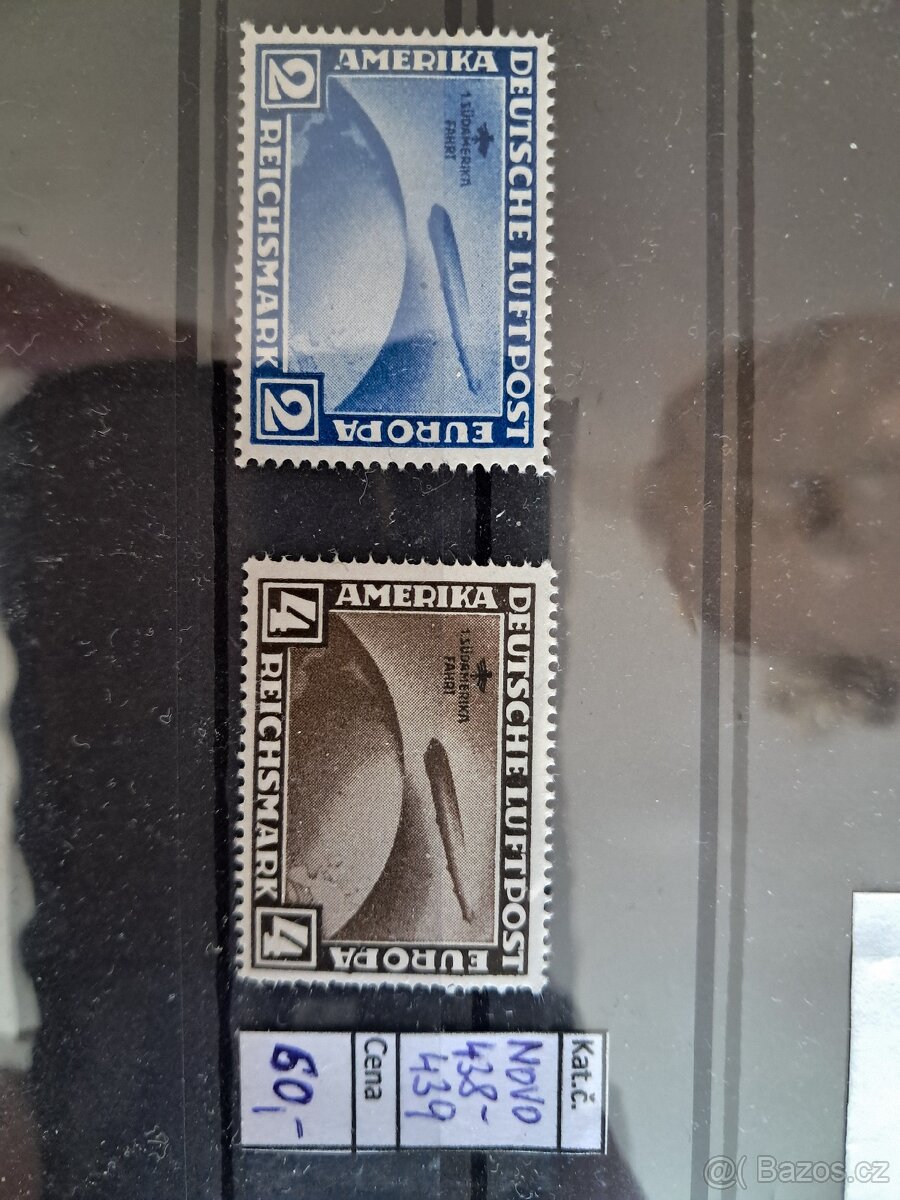 DEUTSCHE LUFTPOST
AMERIKA
EUROPA
1. SÜDAMERIKA
FAHRT
2 REICHSMARK 2
DEUTSCHE LUFTPOST
AMERIKA
EUROPA
1. SÜDAMERIKA
FAHRT
4 REICHSMARK 4
Kat.č.
NOVO
438-
439
Cena
60,-
@( Bazos.cz